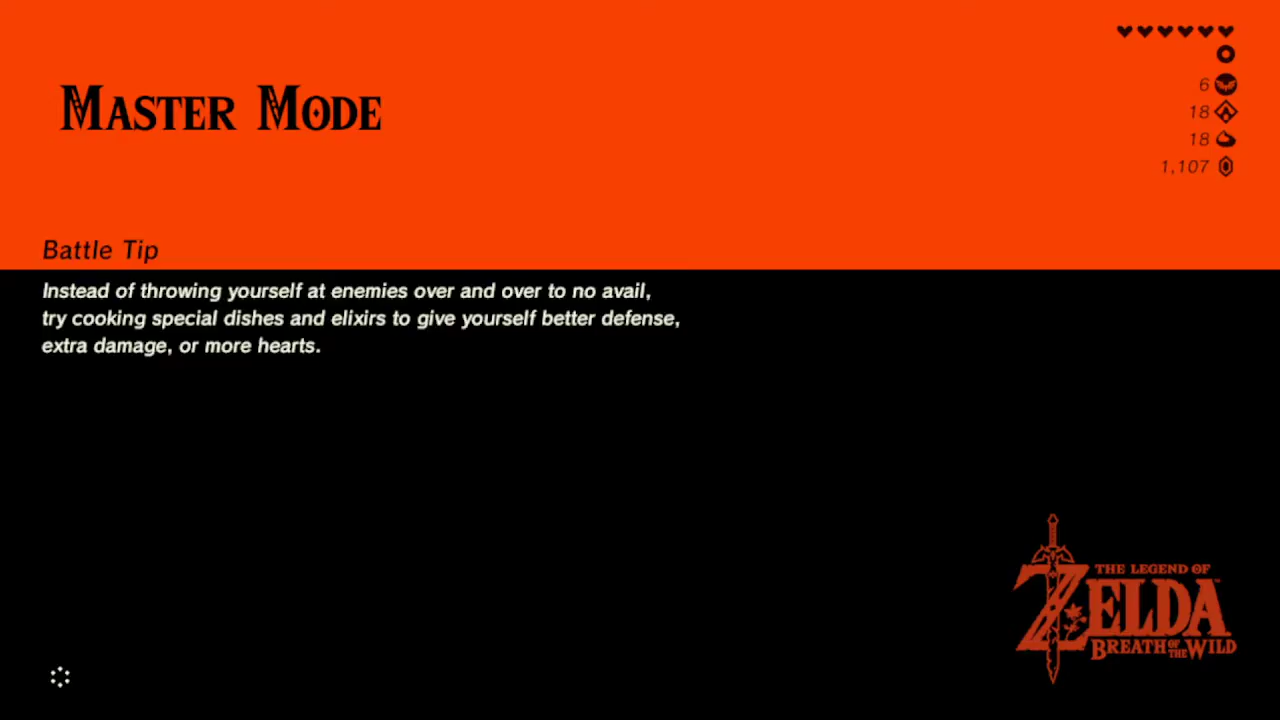 Master Mode
6
18
18
1,107
Battle Tip
Instead of throwing yourself at enemies over and over to no avail,
try cooking special dishes and elixirs to give yourself better defense,
extra damage, or more hearts.
THE LEGEND OF
ZELDA
BREATH OF THE WILD